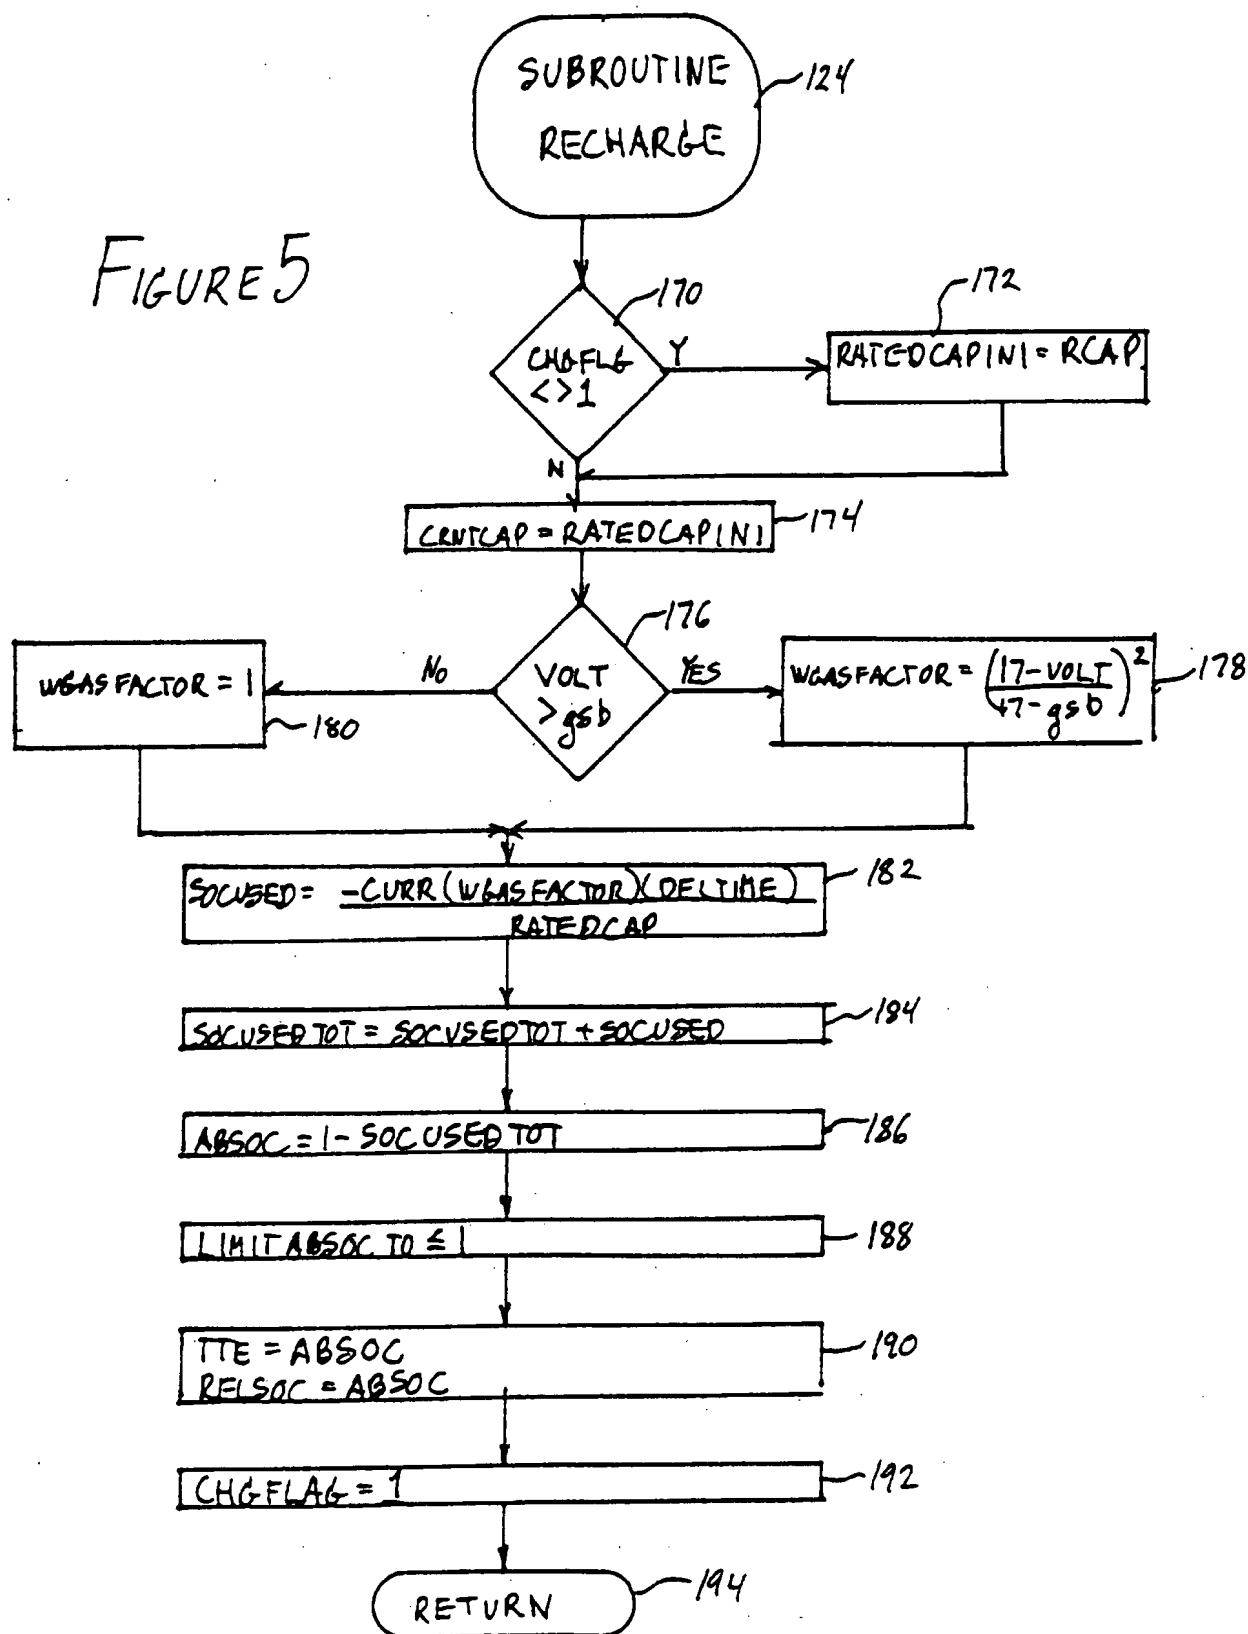 SUBROUTINE
RECHARGE
124
FIGURE 5
170
CHGFLG
<>1
Y
N
172
RATEDCAPINI = RCAP
CRNTCAP = RATEDCAPINI
174
176
VOLT
>gsb
No
YES
WGASFACTOR = 1
180
WGASFACTOR = (17-VOLT / 17-gsb)²
178
SOCUSED = -CURR(WGASFACTOR)(DELTIME)
RATEDCAP
182
SOCUSEDTOT = SOCUSEDTOT + SOCUSED
184
ABSOC = 1 - SOCUSEDTOT
186
LIMIT ABSOC TO ≤ 1
188
TTE = ABSOC
RELSOC = ABSOC
190
CHGFLAG = 1
192
RETURN
194